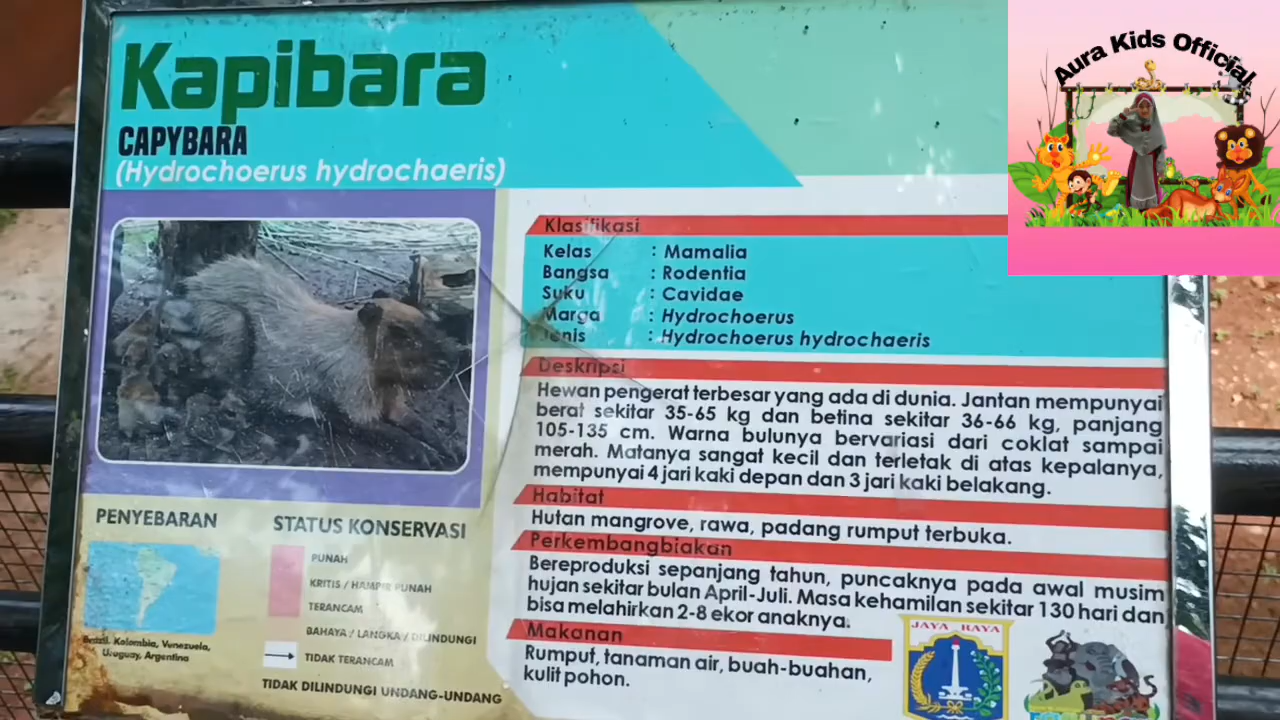 Aura Kids Official
Kapibara
CAPYBARA
(Hydrochoerus hydrochaeris)
Klasifikasi
Kelas : Mamalia
Bangsa : Rodentia
Suku : Cavidae
Marga : Hydrochoerus
Jenis : Hydrochoerus hydrochaeris
Deskripsi
Hewan pengerat terbesar yang ada di dunia. Jantan mempunyai
berat sekitar 35-65 kg dan betina sekitar 36-66 kg, panjang
105-135 cm. Warna bulunya bervariasi dari coklat sampai
merah. Matanya sangat kecil dan terletak di atas kepalanya,
mempunyai 4 jari kaki depan dan 3 jari kaki belakang.
Habitat
Hutan mangrove, rawa, padang rumput terbuka.
Perkembangbiakan
Bereproduksi sepanjang tahun, puncaknya pada awal musim
hujan sekitar bulan April-Juli. Masa kehamilan sekitar 130 hari dan
bisa melahirkan 2-8 ekor anaknya.
Makanan
Rumput, tanaman air, buah-buahan,
kulit pohon.
PENYEBARAN
Brazil, Kolombia, Venezuela,
Uruguay, Argentina
STATUS KONSERVASI
PUNAH
KRITIS / HAMPIR PUNAH
TERANCAM
BAHAYA / LANGKA / DILINDUNGI
TIDAK TERANCAM
TIDAK DILINDUNGI UNDANG-UNDANG
JAYA RAYA